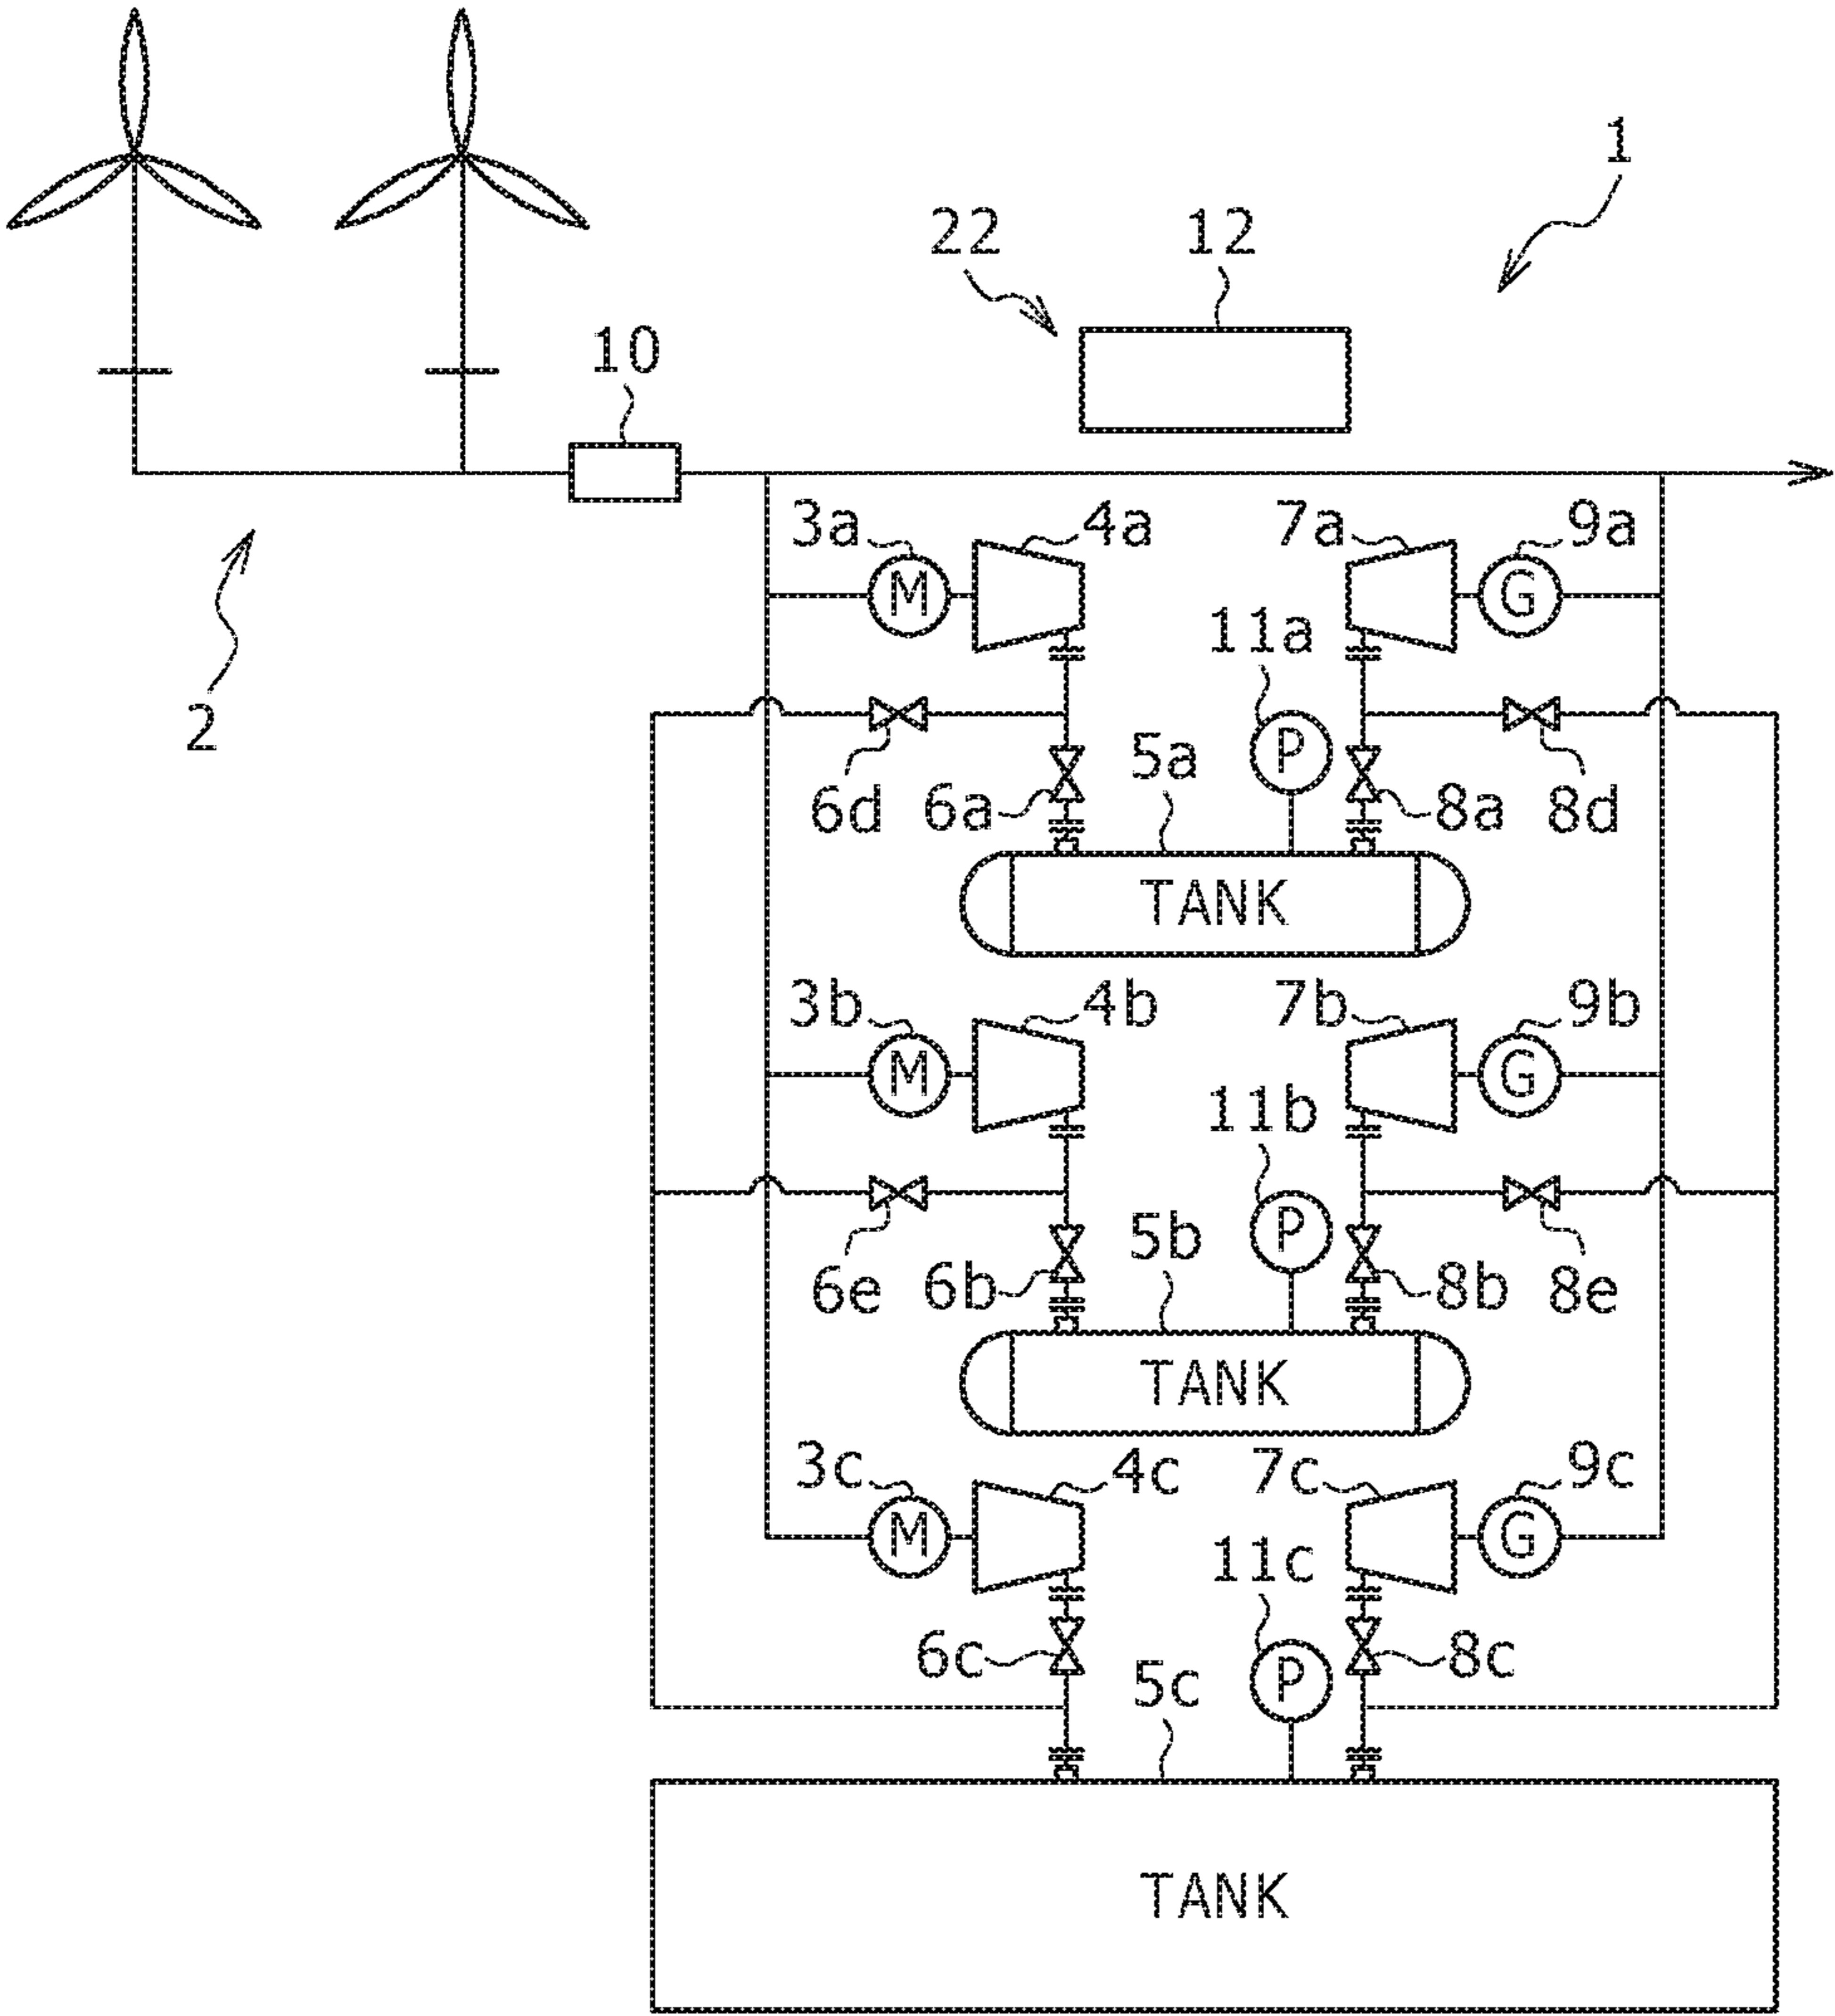 1
22 12
10
3a 4a 7a 9a
M G
11a
2
P
5a
6d 6a 8a 8d
TANK
3b 4b 7b 9b
M G
11b
P
5b
6e 6b 8b 8e
TANK
3c 4c 7c 9c
M G
11c
6c 8c
P
5c
TANK